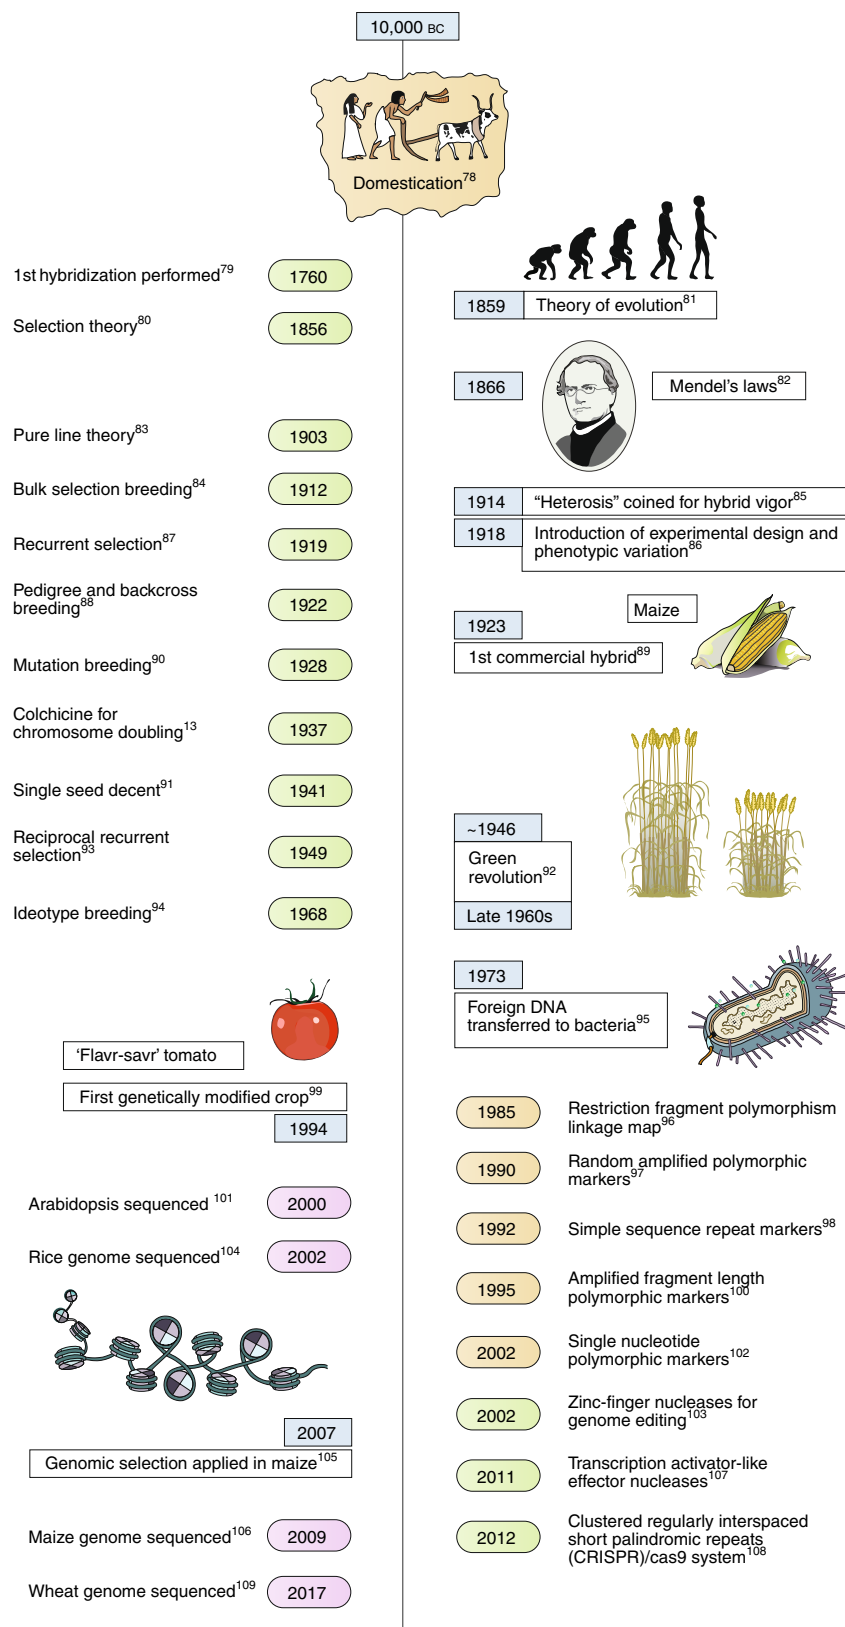 10,000 BC
Domestication78
1st hybridization performed79
1760
Selection theory80
1856
1859
Theory of evolution81
1866
Mendel's laws82
Pure line theory83
1903
Bulk selection breeding84
1912
1914
“Heterosis” coined for hybrid vigor85
1918
Introduction of experimental design and
phenotypic variation86
Recurrent selection87
1919
Pedigree and backcross
breeding88
1922
Maize
1923
1st commercial hybrid89
Mutation breeding90
1928
Colchicine for
chromosome doubling13
1937
Single seed decent91
1941
~1946
Green
revolution92
Late 1960s
Reciprocal recurrent
selection93
1949
Ideotype breeding94
1968
1973
Foreign DNA
transferred to bacteria95
‘Flavr-savr’ tomato
First genetically modified crop99
1994
1985
Restriction fragment polymorphism
linkage map96
1990
Random amplified polymorphic
markers97
1992
Simple sequence repeat markers98
1995
Amplified fragment length
polymorphic markers100
2002
Single nucleotide
polymorphic markers102
2002
Zinc-finger nucleases for
genome editing103
2011
Transcription activator-like
effector nucleases107
2012
Clustered regularly interspaced
short palindromic repeats
(CRISPR)/cas9 system108
Arabidopsis sequenced 101
2000
Rice genome sequenced104
2002
2007
Genomic selection applied in maize105
Maize genome sequenced106
2009
Wheat genome sequenced109
2017